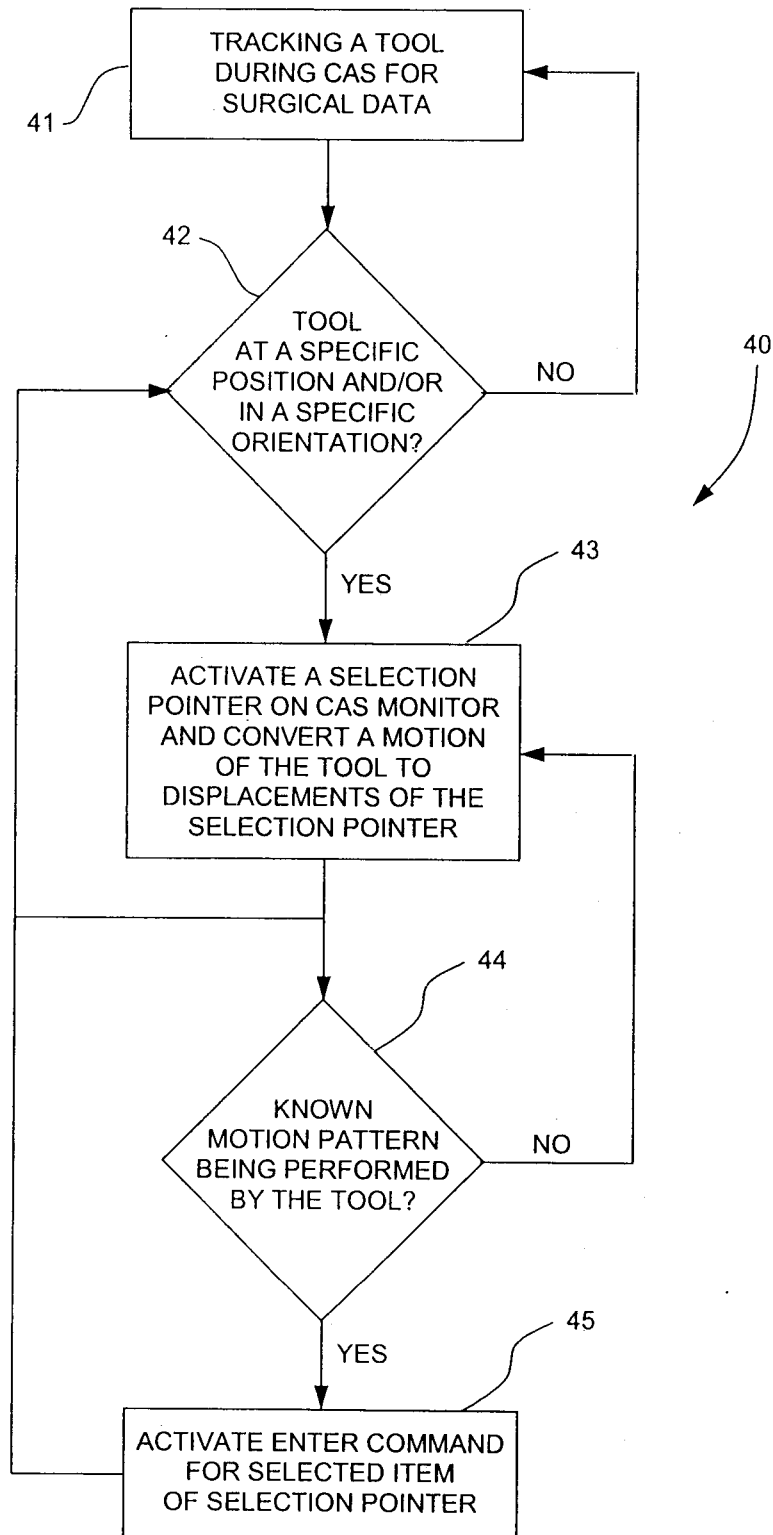 TRACKING A TOOL
DURING CAS FOR
SURGICAL DATA
41
42
TOOL
AT A SPECIFIC
POSITION AND/OR
IN A SPECIFIC
ORIENTATION?
NO
40
YES
43
ACTIVATE A SELECTION
POINTER ON CAS MONITOR
AND CONVERT A MOTION
OF THE TOOL TO
DISPLACEMENTS OF THE
SELECTION POINTER
44
KNOWN
MOTION PATTERN
BEING PERFORMED
BY THE TOOL?
NO
YES
45
ACTIVATE ENTER COMMAND
FOR SELECTED ITEM
OF SELECTION POINTER